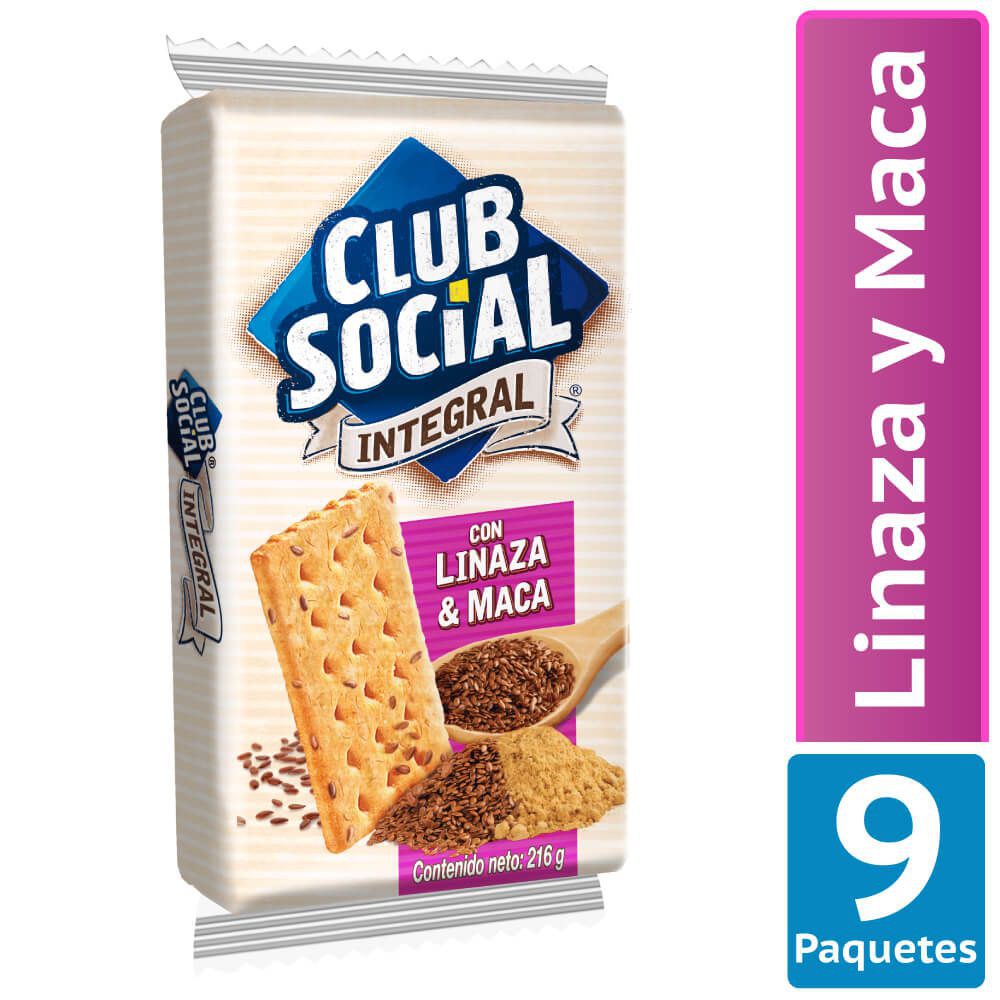 CLUB
SOCIAL
®
INTEGRAL
CON
LINAZA
& MACA
Contenido neto: 216 g
CLUB
SOCIAL
®
INTEGRAL
Linaza y Maca
9
Paquetes